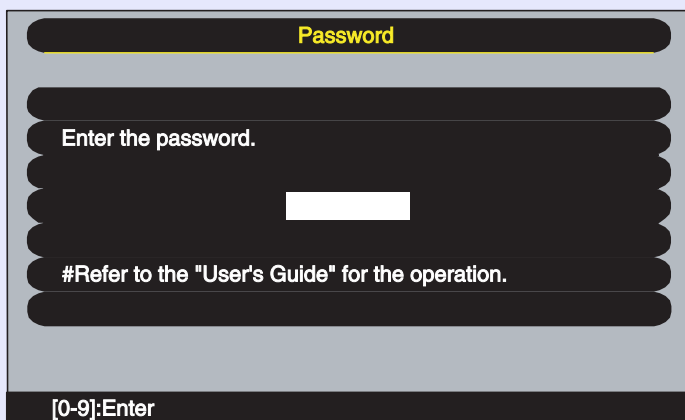 Password
Enter the password.
#Refer to the "User's Guide" for the operation.
[0-9]:Enter